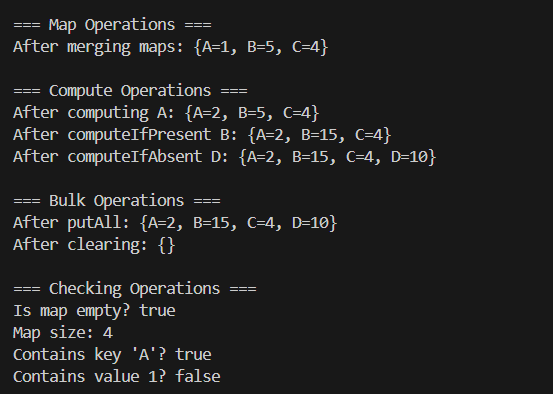 === Map Operations ===
After merging maps: {A=1, B=5, C=4}
=== Compute Operations ===
After computing A: {A=2, B=5, C=4}
After computeIfPresent B: {A=2, B=15, C=4}
After computeIfAbsent D: {A=2, B=15, C=4, D=10}
=== Bulk Operations ===
After putAll: {A=2, B=15, C=4, D=10}
After clearing: {}
=== Checking Operations ===
Is map empty? true
Map size: 4
Contains key 'A'? true
Contains value 1? false